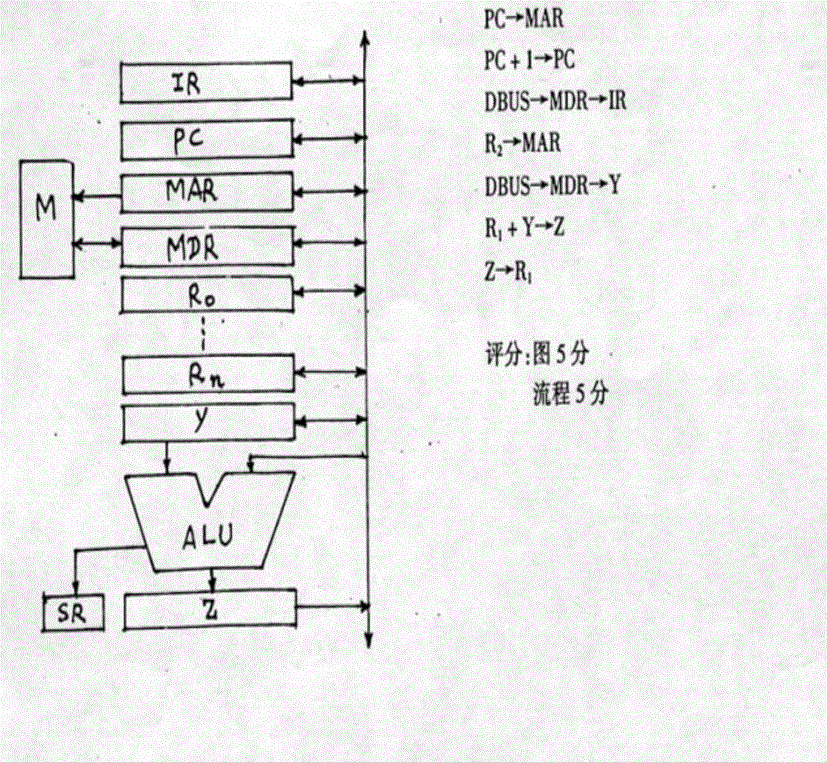 IR
PC
MAR
M
MDR
R₀
Rn
Y
ALU
SR
Z
PC→MAR
PC + 1→PC
DBUS→MDR→IR
R₂→MAR
DBUS→MDR→Y
R₁ + Y→Z
Z→R₁
评分:图 5 分
流程 5 分